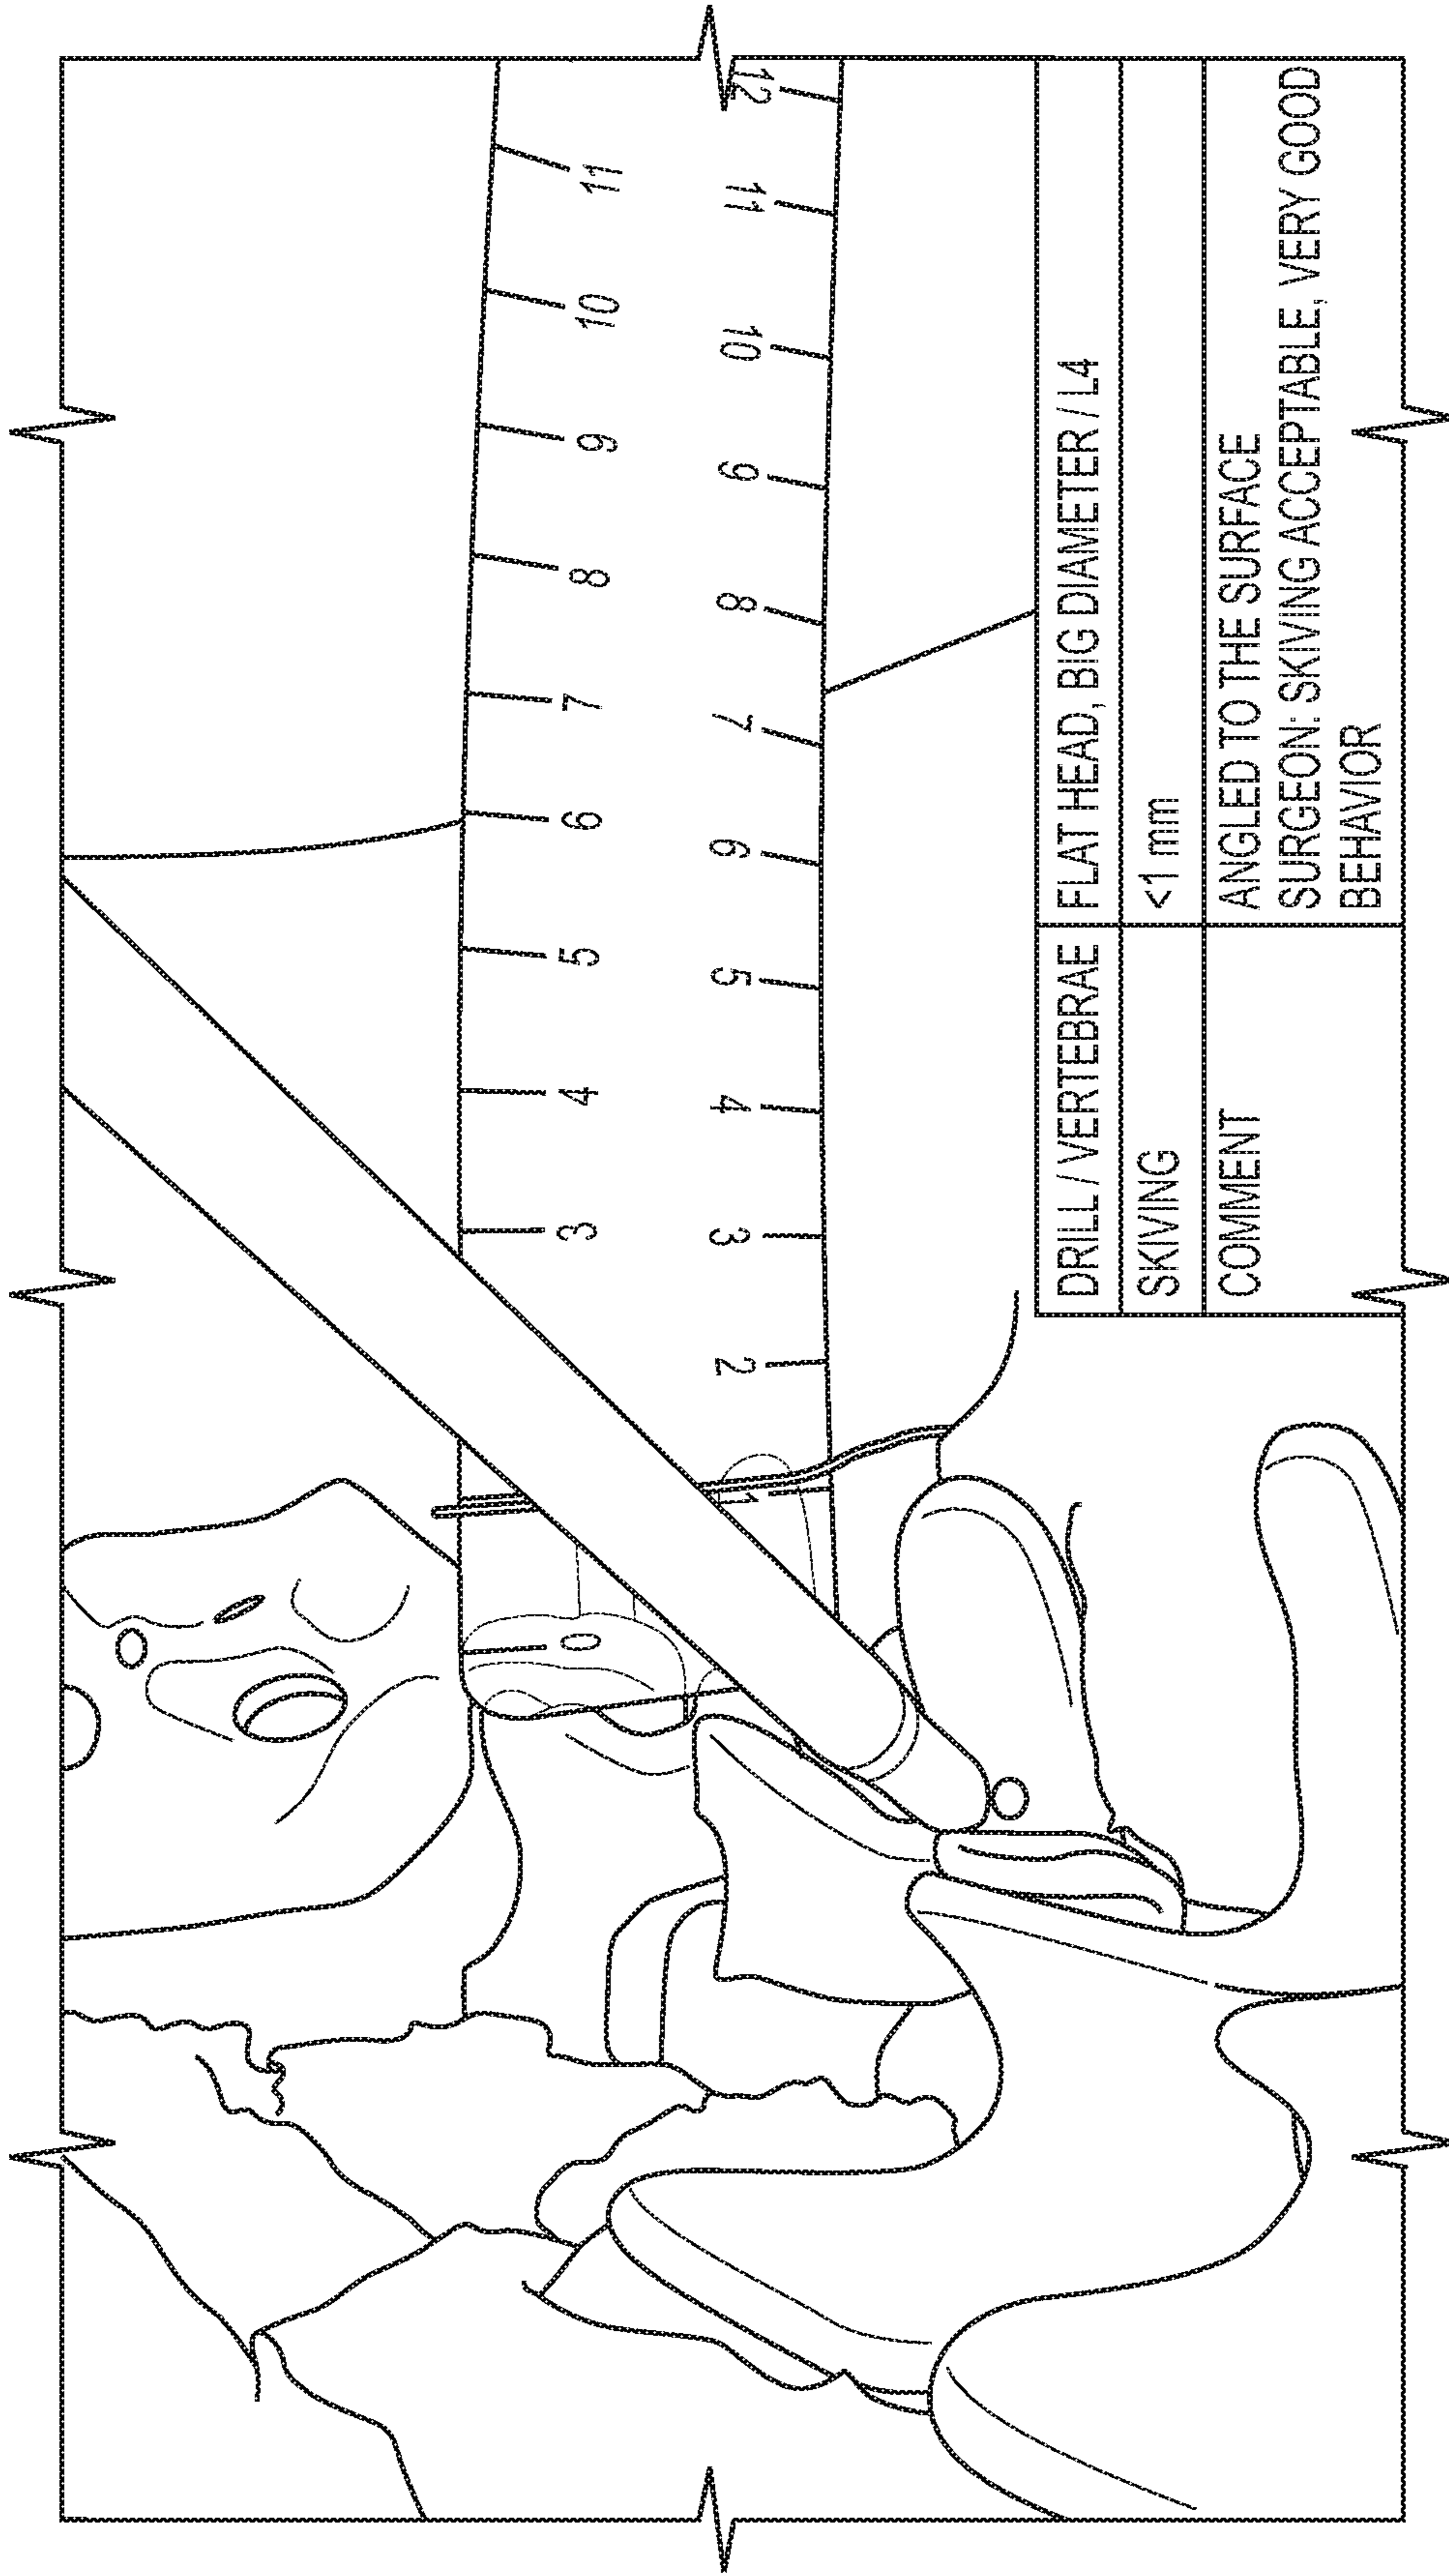 0 3 4 5 6 7 8 9 10 11
1 2 3 4 5 6 7 8 9 10 11 12
DRILL / VERTEBRAE FLAT HEAD, BIG DIAMETER / L4
SKIVING <1 mm
COMMENT ANGLED TO THE SURFACE
SURGEON: SKIVING ACCEPTABLE, VERY GOOD
BEHAVIOR